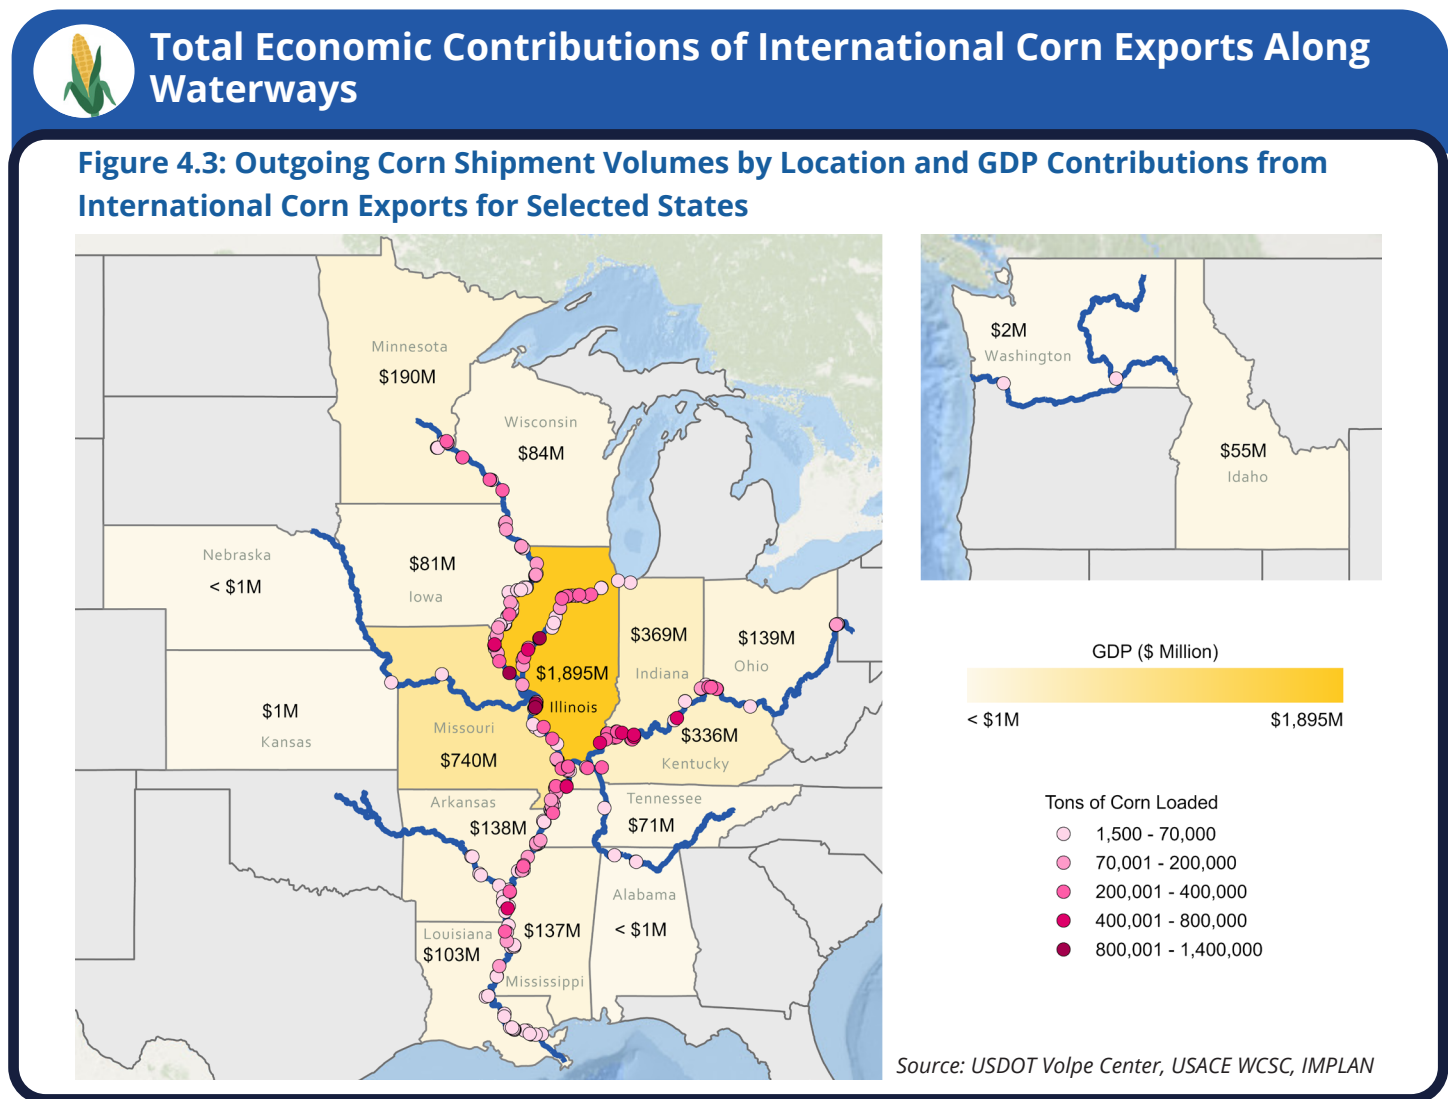 Total Economic Contributions of International Corn Exports Along
Waterways
Figure 4.3: Outgoing Corn Shipment Volumes by Location and GDP Contributions from
International Corn Exports for Selected States
Minnesota
$190M
Wisconsin
$84M
Nebraska
< $1M
$81M
Iowa
$1,895M
Illinois
$369M
Indiana
$139M
Ohio
$1M
Kansas
Missouri
$740M
$336M
Kentucky
Arkansas
$138M
Tennessee
$71M
Louisiana
$103M
$137M
Mississippi
Alabama
< $1M
$2M
Washington
$55M
Idaho
GDP ($ Million)
< $1M
$1,895M
Tons of Corn Loaded
1,500 - 70,000
70,001 - 200,000
200,001 - 400,000
400,001 - 800,000
800,001 - 1,400,000
Source: USDOT Volpe Center, USACE WCSC, IMPLAN